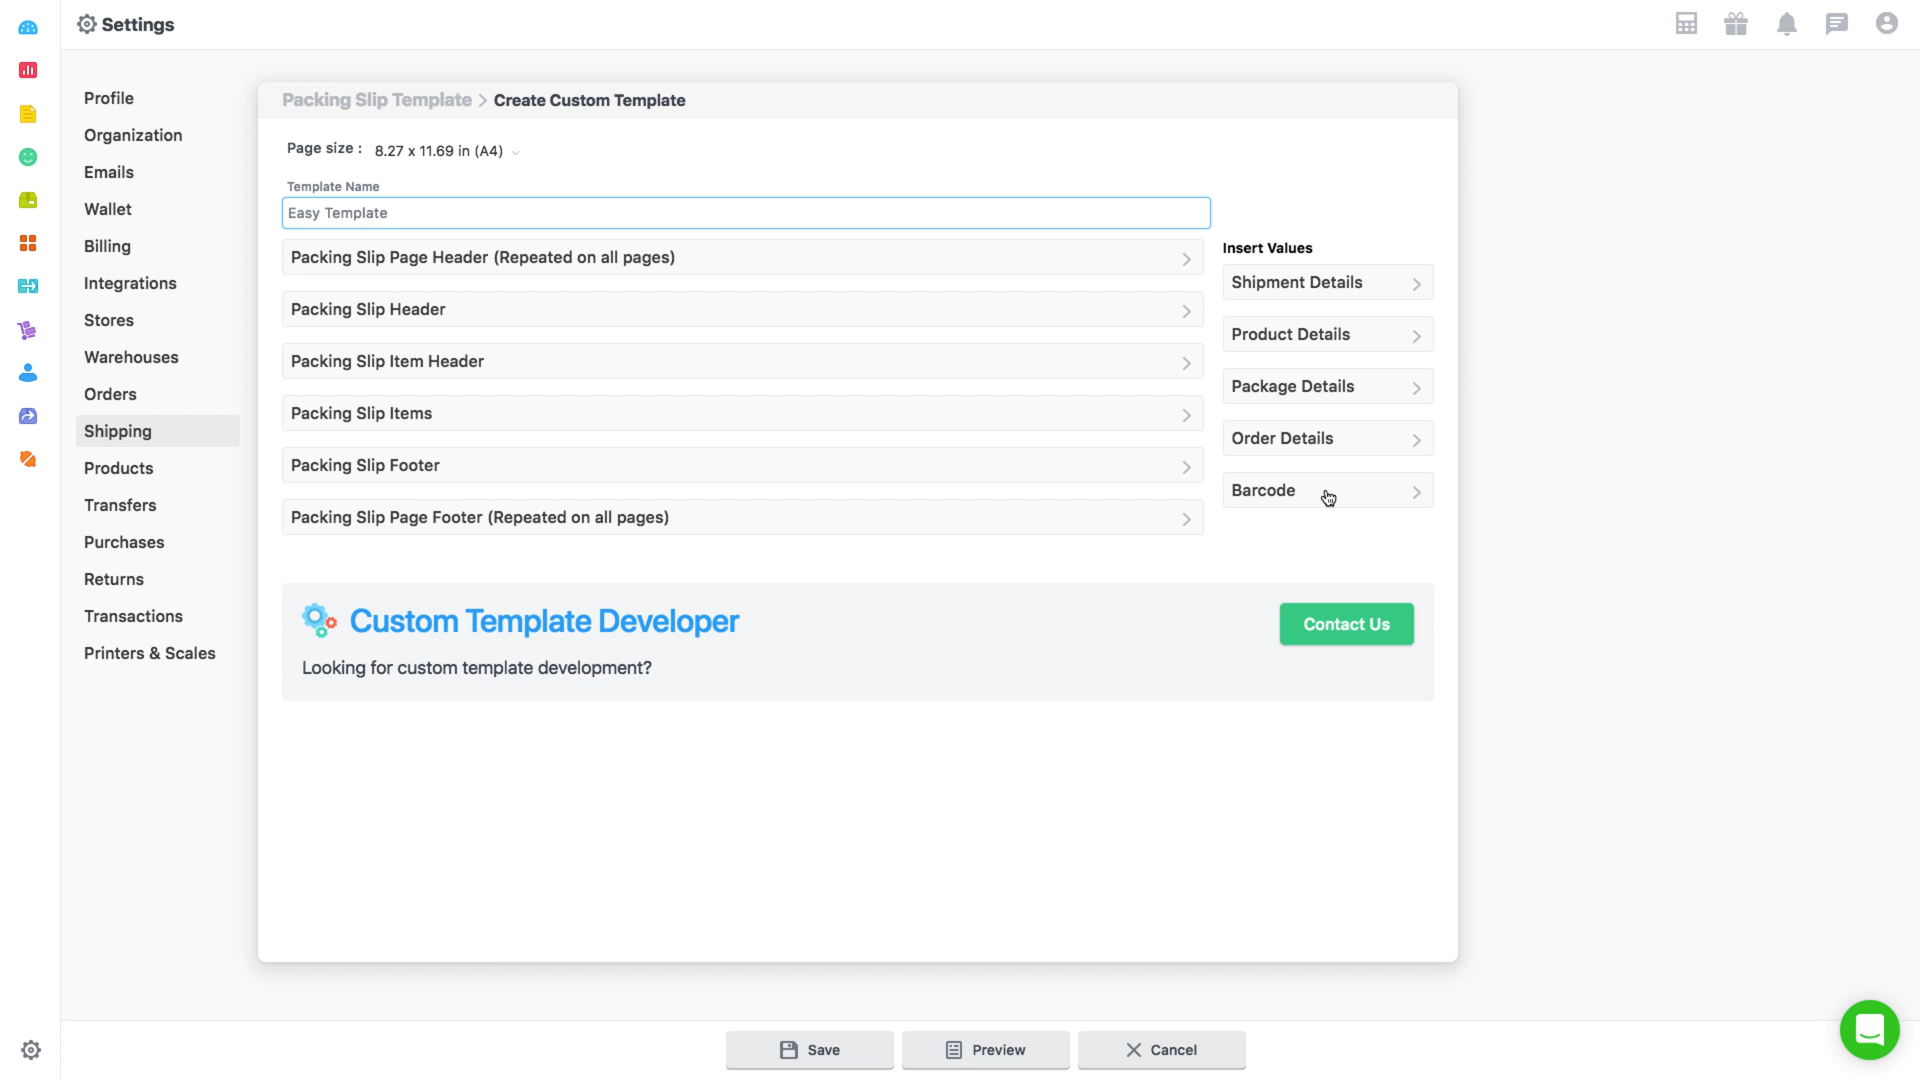 Settings
Profile
Organization
Emails
Wallet
Billing
Integrations
Stores
Warehouses
Orders
Shipping
Products
Transfers
Purchases
Returns
Transactions
Printers & Scales
Packing Slip Template > Create Custom Template
Page size : 8.27 x 11.69 in (A4)
Template Name
Easy Template
Packing Slip Page Header (Repeated on all pages)
Packing Slip Header
Packing Slip Item Header
Packing Slip Items
Packing Slip Footer
Packing Slip Page Footer (Repeated on all pages)
Insert Values
Shipment Details
Product Details
Package Details
Order Details
Barcode
Custom Template Developer
Looking for custom template development?
Contact Us
Save
Preview
Cancel